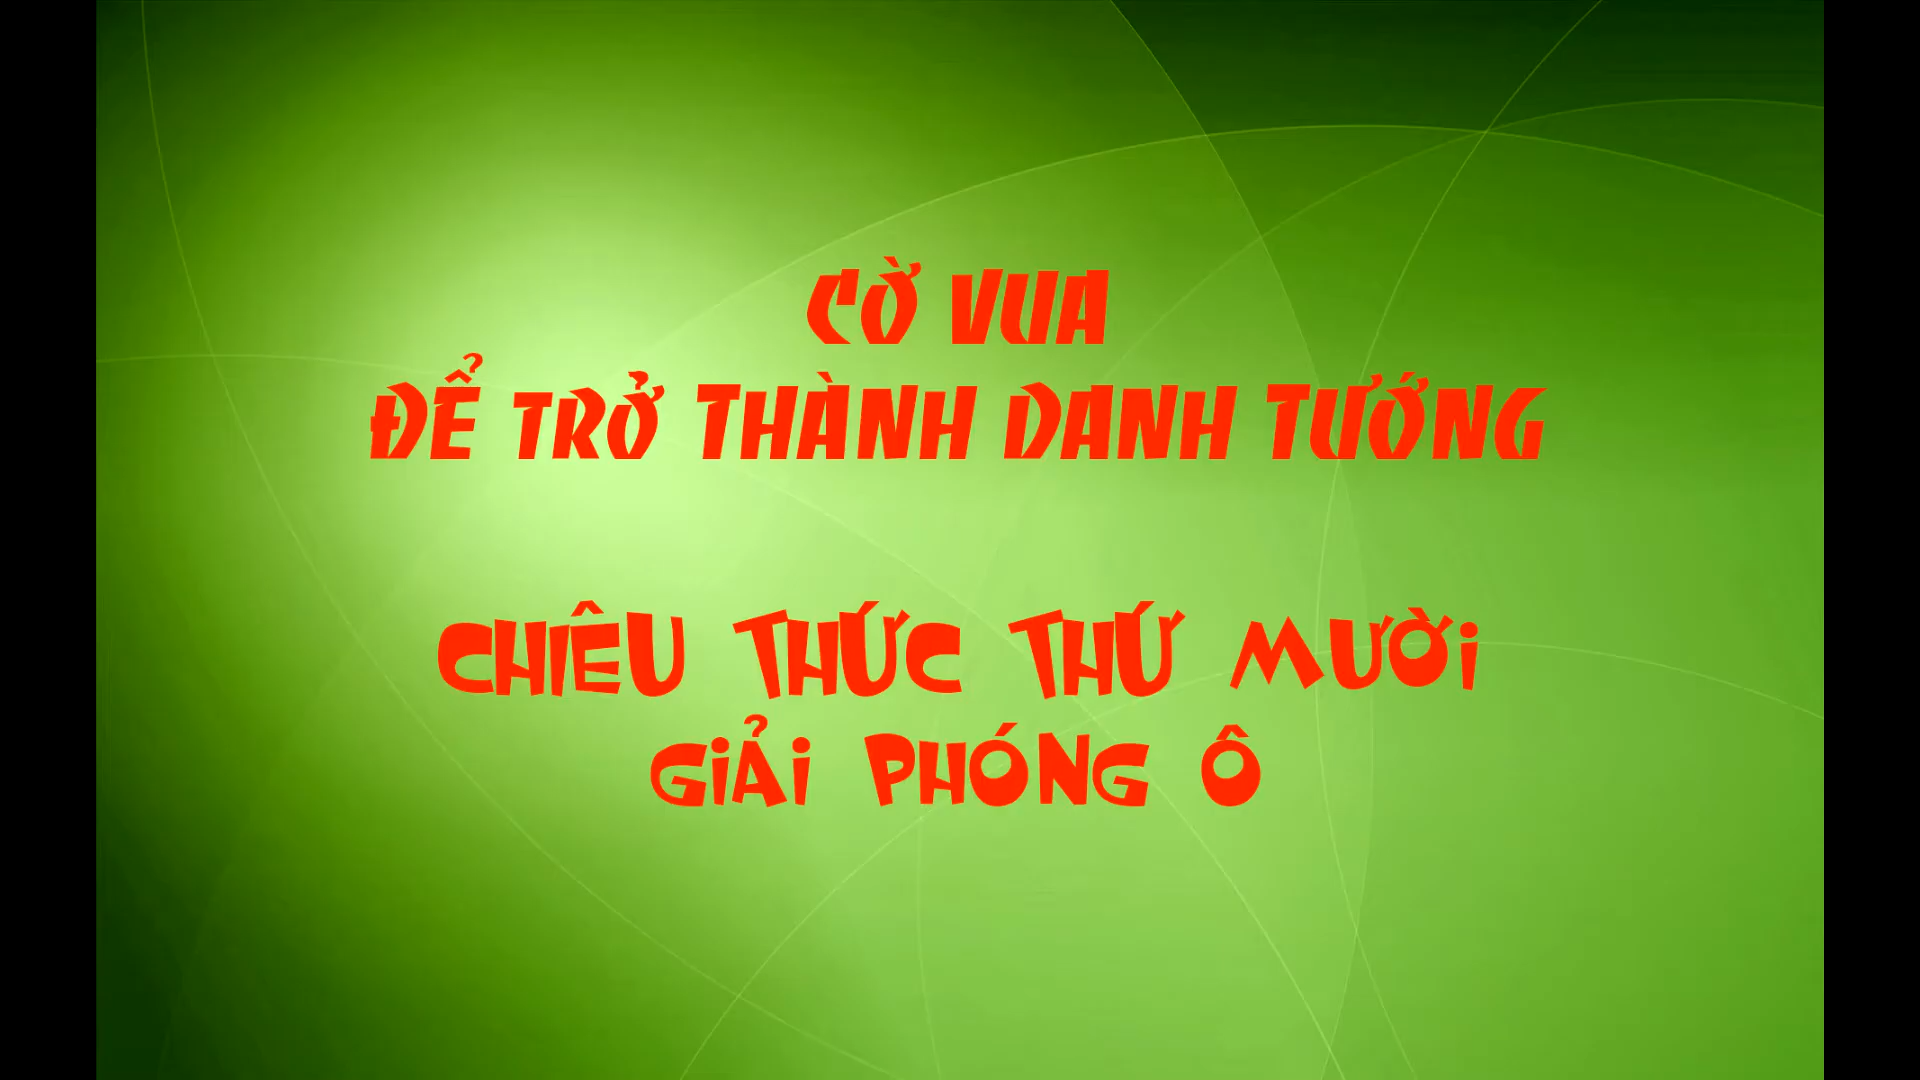 CỜ VUA
ĐỂ TRỞ THÀNH DANH TƯỚNG
CHIÊU THỨC THỨ MƯỜI
GIẢI PHÓNG Ô